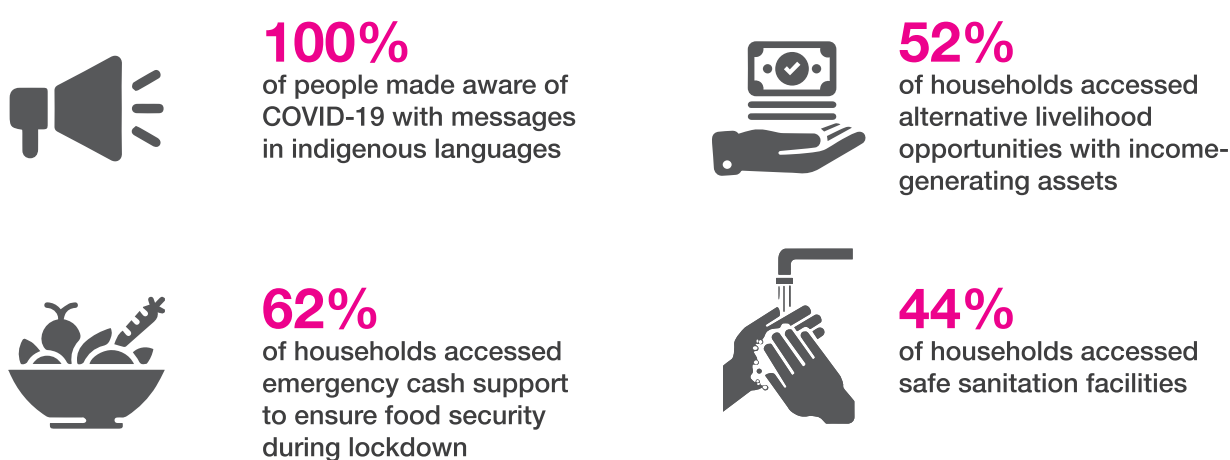 100%
of people made aware of
COVID-19 with messages
in indigenous languages
52%
of households accessed
alternative livelihood
opportunities with income-
generating assets
62%
of households accessed
emergency cash support
to ensure food security
during lockdown
44%
of households accessed
safe sanitation facilities